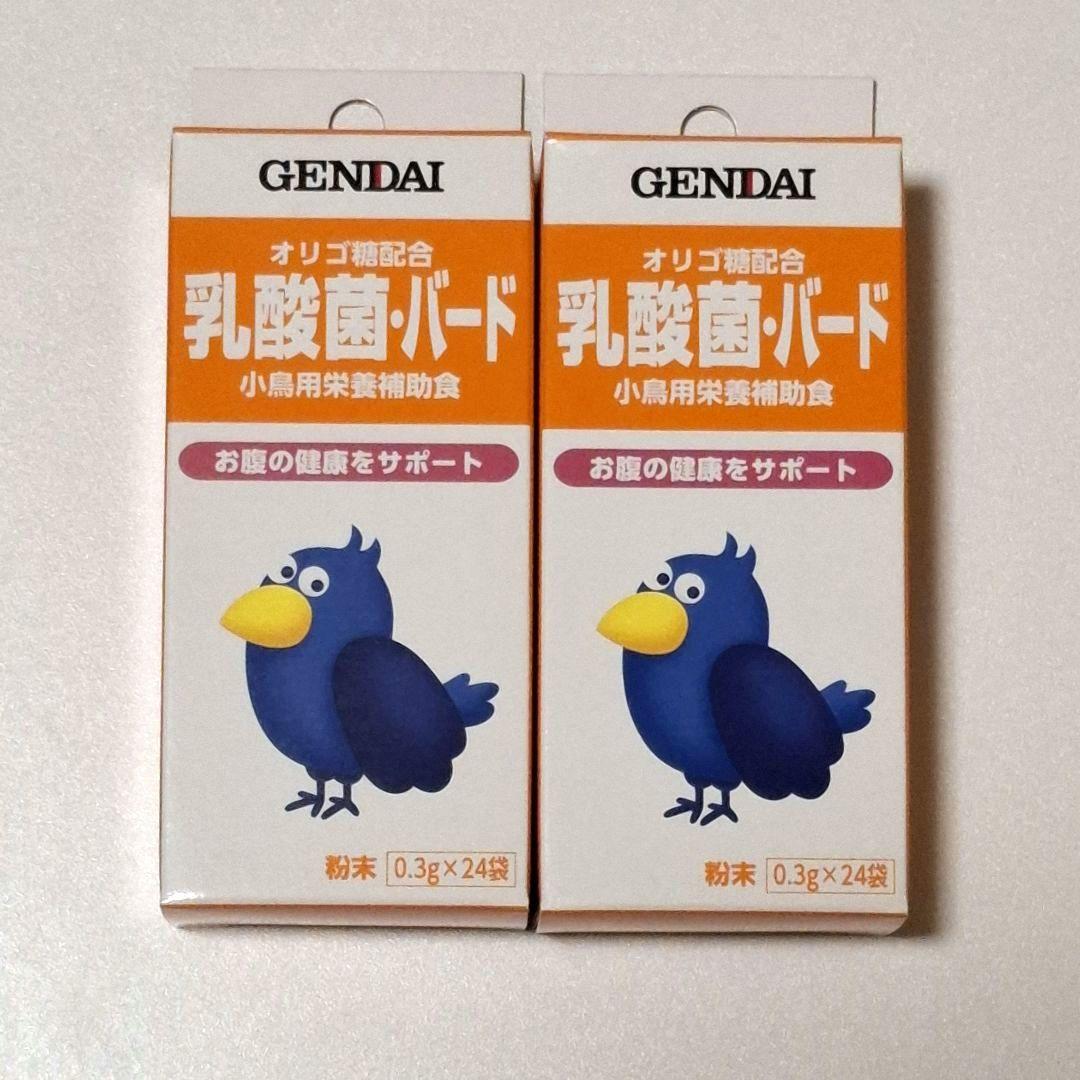 GENDAI
オリゴ糖配合
乳酸菌・バード
小鳥用栄養補助食
お腹の健康をサポート
粉末 0.3g×24袋
GENDAI
オリゴ糖配合
乳酸菌・バード
小鳥用栄養補助食
お腹の健康をサポート
粉末 0.3g×24袋